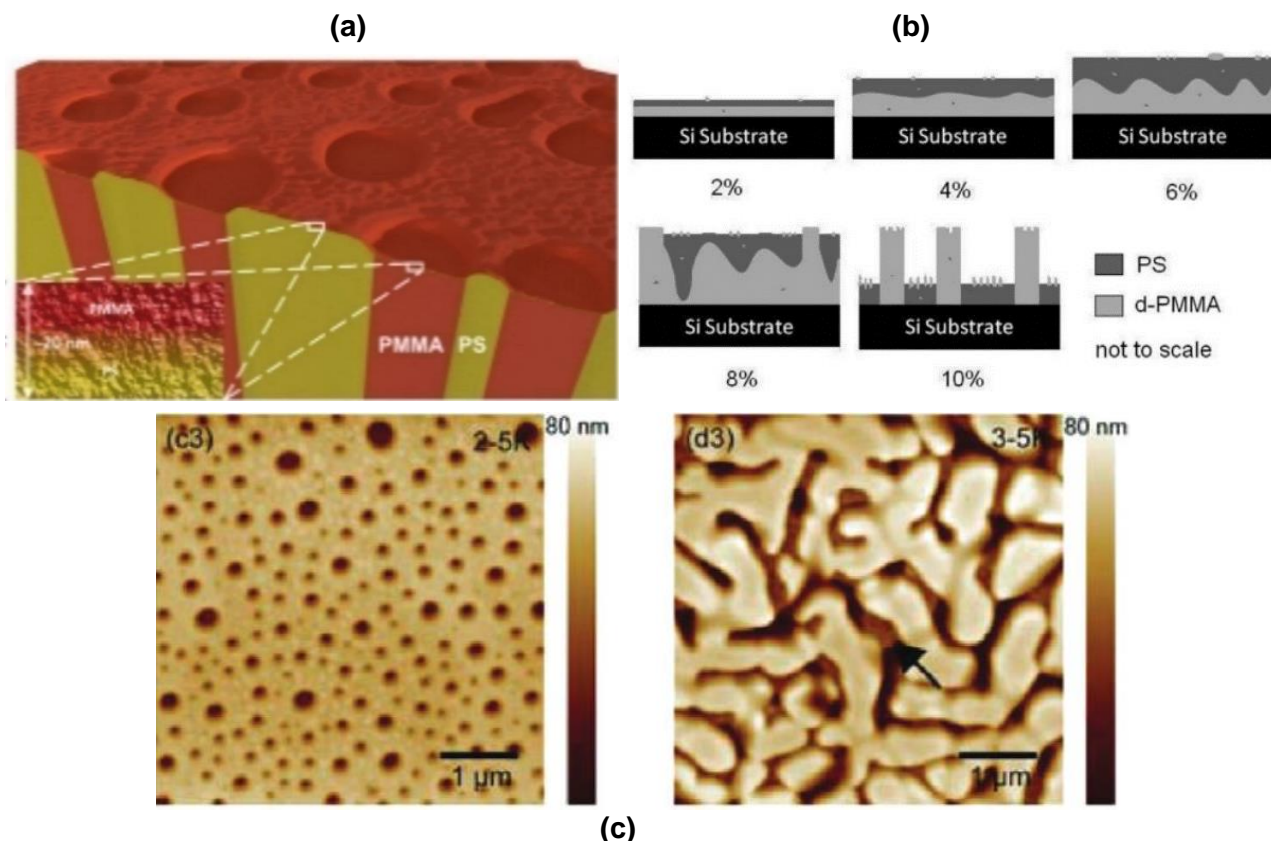 (a)
PMMA
~20 nm
PS
PMMA PS
(b)
Si Substrate
2%
Si Substrate
4%
Si Substrate
6%
Si Substrate
8%
Si Substrate
10%
PS
d-PMMA
not to scale
(c3)
2-5K
80 nm
1 µm
(d3)
3-5K
80 nm
1 µm
(c)